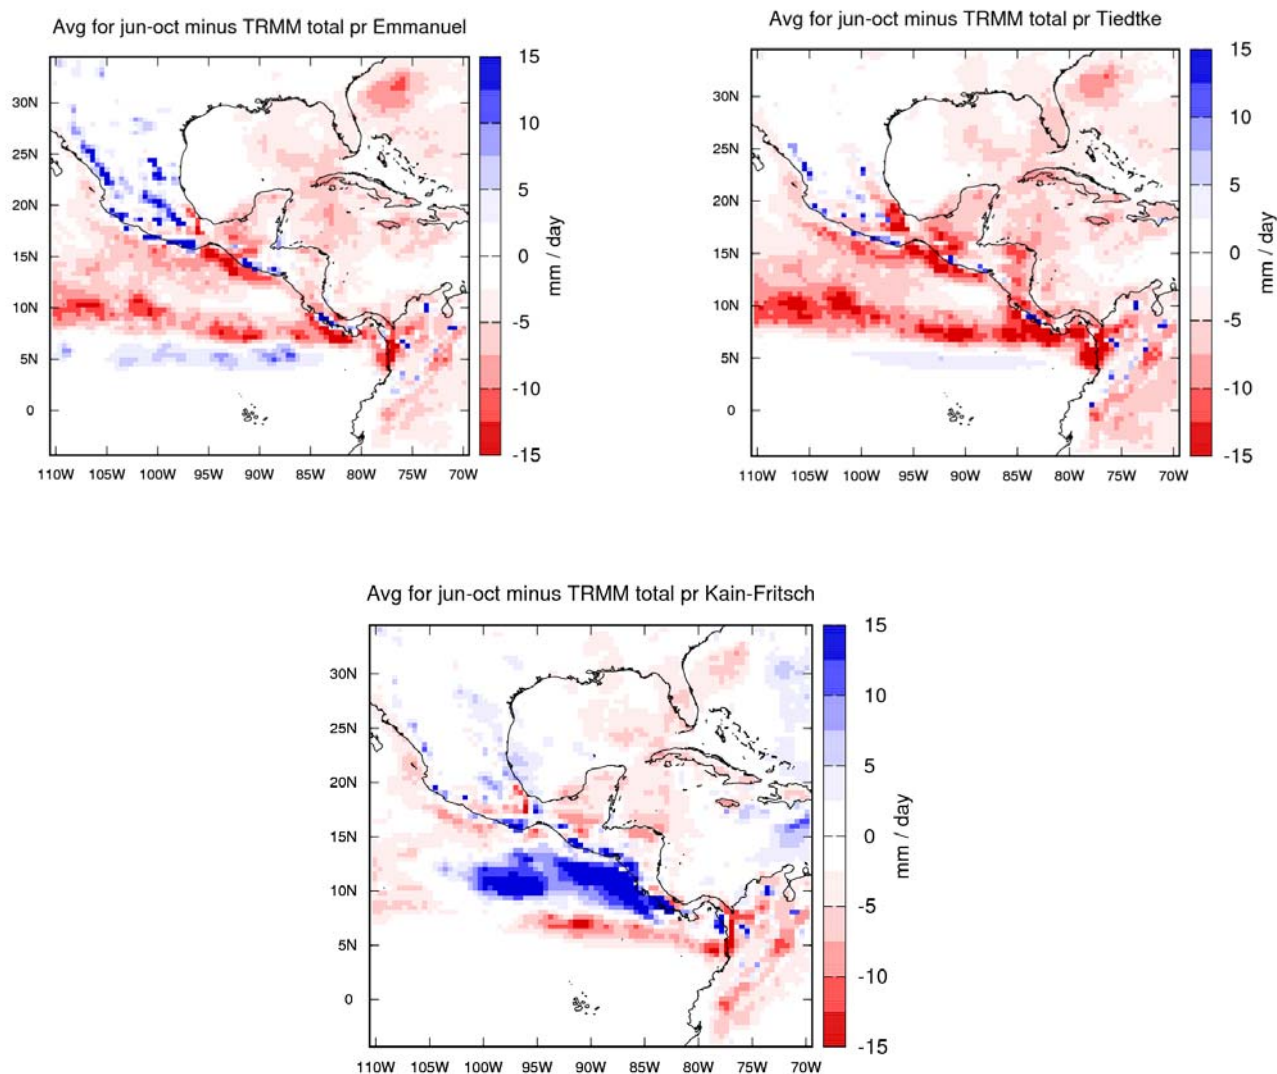 Avg for jun-oct minus TRMM total pr Emmanuel
15
10
5
0
-5
-10
-15
mm / day
30N
25N
20N
15N
10N
5N
0
110W 105W 100W 95W 90W 85W 80W 75W 70W
Avg for jun-oct minus TRMM total pr Tiedtke
15
10
5
0
-5
-10
-15
mm / day
30N
25N
20N
15N
10N
5N
0
110W 105W 100W 95W 90W 85W 80W 75W 70W
Avg for jun-oct minus TRMM total pr Kain-Fritsch
15
10
5
0
-5
-10
-15
mm / day
30N
25N
20N
15N
10N
5N
0
110W 105W 100W 95W 90W 85W 80W 75W 70W